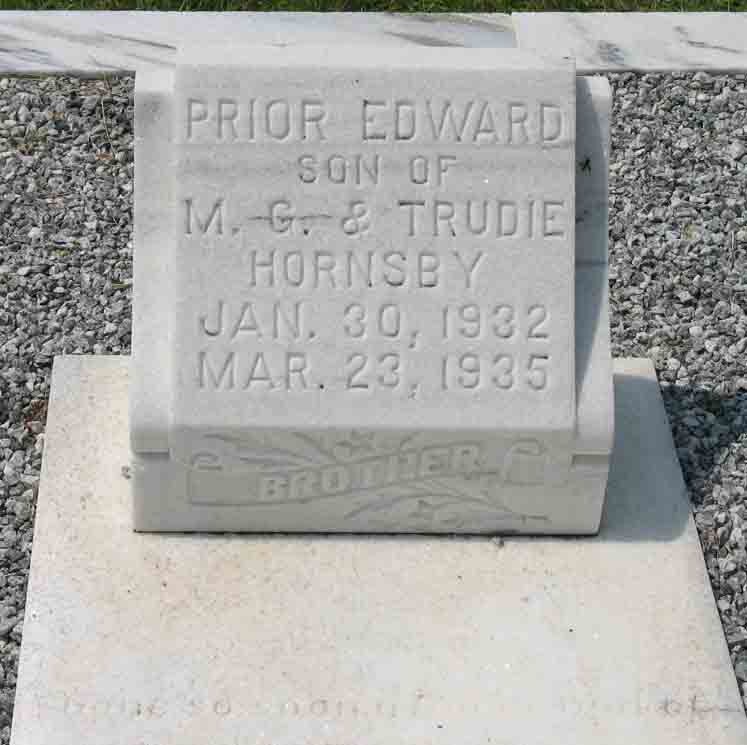 PRIOR EDWARD
SON OF
M. G. & TRUDIE
HORNSBY
JAN. 30, 1932
MAR. 23, 1935
BROTHER